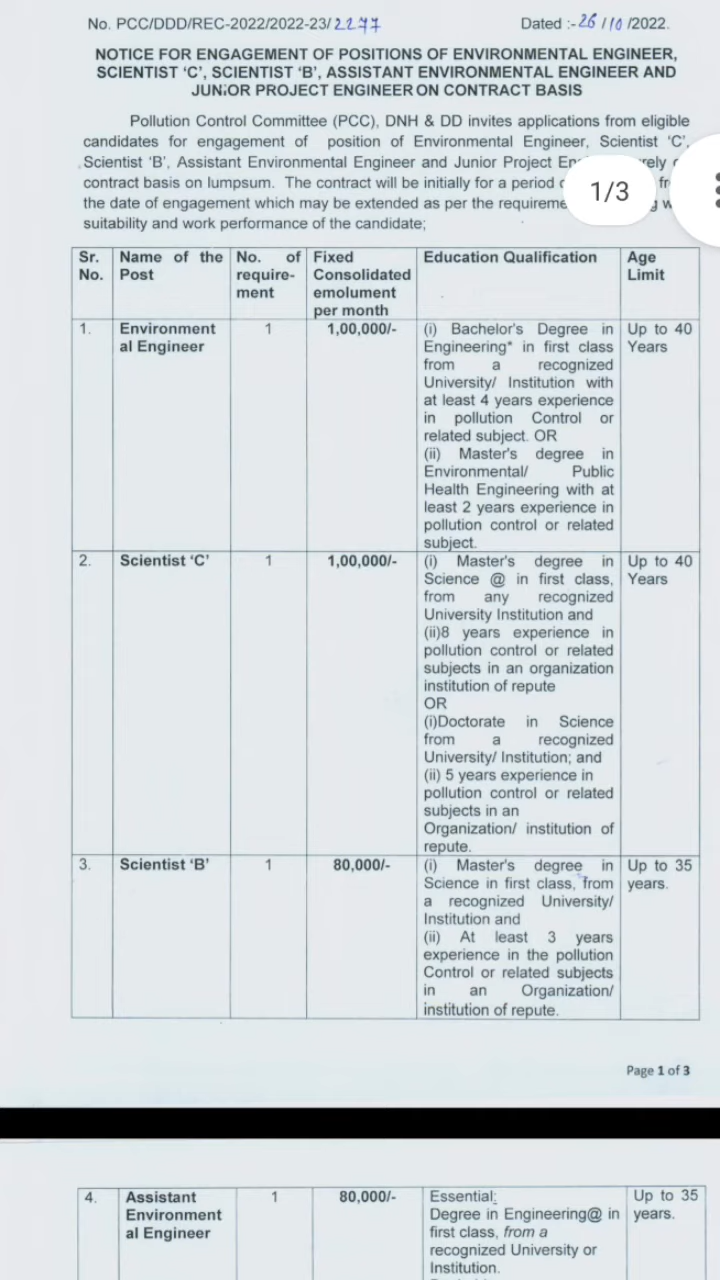 No. PCC/DDD/REC-2022/2022-23/2277 Dated :-26/10/2022.
NOTICE FOR ENGAGEMENT OF POSITIONS OF ENVIRONMENTAL ENGINEER,
SCIENTIST 'C', SCIENTIST 'B', ASSISTANT ENVIRONMENTAL ENGINEER AND
JUNIOR PROJECT ENGINEER ON CONTRACT BASIS
Pollution Control Committee (PCC), DNH & DD invites applications from eligible
candidates for engagement of position of Environmental Engineer, Scientist 'C',
Scientist 'B', Assistant Environmental Engineer and Junior Project
contract basis on lumpsum. The contract will be initially for a period
the date of engagement which may be extended as per the
suitability and work performance of the candidate;
1/3
Sr.
No.
Name of the
Post
No. of
require-
ment
Fixed
Consolidated
emolument
per month
Education Qualification
Age
Limit
1.
Environment
al Engineer
1
1,00,000/-
(i) Bachelor's Degree in
Engineering* in first class
from a recognized
University/ Institution with
at least 4 years experience
in pollution Control or
related subject. OR
(ii) Master's degree in
Environmental/ Public
Health Engineering with at
least 2 years experience in
pollution control or related
subject.
Up to 40
Years
2.
Scientist 'C'
1
1,00,000/-
(i) Master's degree in
Science @ in first class,
from any recognized
University Institution and
(ii)8 years experience in
pollution control or related
subjects in an organization
institution of repute
OR
(i)Doctorate in Science
from a recognized
University/ Institution; and
(ii) 5 years experience in
pollution control or related
subjects in an
Organization/ institution of
repute.
Up to 40
Years
3.
Scientist 'B'
1
80,000/-
(i) Master's degree in
Science in first class, from
a recognized University/
Institution and
(ii) At least 3 years
experience in the pollution
Control or related subjects
in an Organization/
institution of repute.
Up to 35
years.
Page 1 of 3
4.
Assistant
Environment
al Engineer
1
80,000/-
Essential:
Degree in Engineering@ in
first class, from a
recognized University or
Institution.
Up to 35
years.